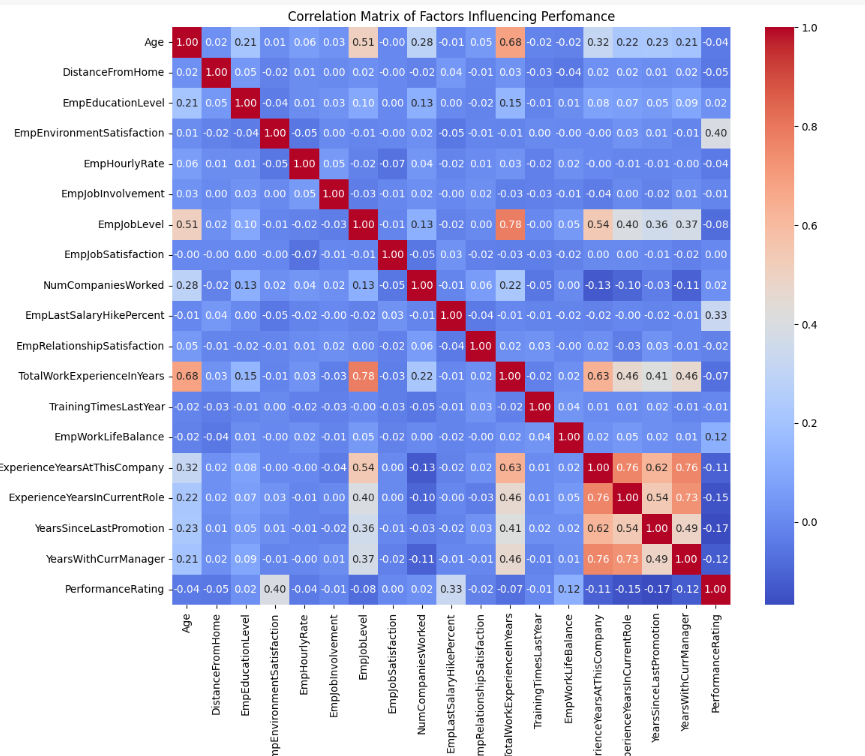 Correlation Matrix of Factors Influencing Perfomance
Age 1.00 0.02 0.21 0.01 0.06 0.03 0.51 -0.00 0.28 -0.01 0.05 0.68 -0.02 -0.02 0.32 0.22 0.23 0.21 -0.04
DistanceFromHome 0.02 1.00 0.05 -0.02 0.01 0.00 0.02 -0.00 -0.02 0.04 -0.01 0.03 -0.03 -0.04 0.02 0.02 0.01 0.02 -0.05
EmpEducationLevel 0.21 0.05 1.00 -0.04 0.01 0.03 0.10 0.00 0.13 0.00 -0.02 0.15 -0.01 0.01 0.08 0.07 0.05 0.09 0.02
EmpEnvironmentSatisfaction 0.01 -0.02 -0.04 1.00 -0.05 0.00 -0.01 -0.00 0.02 -0.05 -0.01 -0.01 0.00 -0.00 -0.00 0.03 0.01 -0.01 0.40
EmpHourlyRate 0.06 0.01 0.01 -0.05 1.00 0.05 -0.02 -0.07 0.04 -0.02 0.01 0.03 -0.02 0.02 -0.00 -0.01 -0.01 -0.00 -0.04
EmpJobInvolvement 0.03 0.00 0.03 0.00 0.05 1.00 -0.03 -0.01 0.02 -0.00 0.02 -0.03 -0.03 -0.01 -0.04 0.00 -0.02 0.01 -0.01
EmpJobLevel 0.51 0.02 0.10 -0.01 -0.02 -0.03 1.00 -0.01 0.13 -0.02 0.00 0.78 -0.00 0.05 0.54 0.40 0.36 0.37 -0.08
EmpJobSatisfaction -0.00 -0.00 0.00 -0.00 -0.07 -0.01 -0.01 1.00 -0.05 0.03 -0.02 -0.03 -0.03 -0.02 0.00 -0.00 -0.01 -0.02 0.00
NumCompaniesWorked 0.28 -0.02 0.13 0.02 0.04 0.02 0.13 -0.05 1.00 -0.01 0.06 0.22 -0.05 0.00 -0.13 -0.10 -0.03 -0.11 0.02
EmpLastSalaryHikePercent -0.01 0.04 0.00 -0.05 -0.02 -0.00 -0.02 0.03 -0.01 1.00 -0.04 -0.01 -0.01 -0.02 -0.02 -0.00 -0.02 -0.01 0.33
EmpRelationshipSatisfaction 0.05 -0.01 -0.02 -0.01 0.01 0.02 0.00 -0.02 0.06 -0.04 1.00 0.02 0.03 -0.00 0.02 -0.03 0.03 -0.01 -0.02
TotalWorkExperienceInYears 0.68 0.03 0.15 -0.01 0.03 -0.03 0.78 -0.03 0.22 -0.01 0.02 1.00 -0.02 0.02 0.63 0.46 0.41 0.46 -0.07
TrainingTimesLastYear -0.02 -0.03 -0.01 0.00 -0.02 -0.03 -0.00 -0.03 -0.05 -0.01 0.03 -0.02 1.00 0.04 0.01 0.01 0.02 -0.01 -0.01
EmpWorkLifeBalance -0.02 -0.04 0.01 -0.00 0.02 -0.01 0.05 -0.02 0.00 -0.02 -0.00 0.02 0.04 1.00 0.02 0.05 0.02 0.01 0.12
xperienceYearsAtThisCompany 0.32 0.02 0.08 -0.00 -0.00 -0.04 0.54 0.00 -0.13 -0.02 0.02 0.63 0.01 0.02 1.00 0.76 0.62 0.76 -0.11
ExperienceYearsInCurrentRole 0.22 0.02 0.07 0.03 -0.01 0.00 0.40 -0.00 -0.10 -0.00 -0.03 0.46 0.01 0.05 0.76 1.00 0.54 0.73 -0.15
YearsSinceLastPromotion 0.23 0.01 0.05 0.01 -0.01 -0.02 0.36 -0.01 -0.03 -0.02 0.03 0.41 0.02 0.02 0.62 0.54 1.00 0.49 -0.17
YearsWithCurrManager 0.21 0.02 0.09 -0.01 -0.00 0.01 0.37 -0.02 -0.11 -0.01 -0.01 0.46 -0.01 0.01 0.76 0.73 0.49 1.00 -0.12
PerformanceRating -0.04 -0.05 0.02 0.40 -0.04 -0.01 -0.08 0.00 0.02 0.33 -0.02 -0.07 -0.01 0.12 -0.11 -0.15 -0.17 -0.12 1.00
Age
DistanceFromHome
EmpEducationLevel
mpEnvironmentSatisfaction
EmpHourlyRate
EmpJobInvolvement
EmpJobLevel
EmpJobSatisfaction
NumCompaniesWorked
EmpLastSalaryHikePercent
mpRelationshipSatisfaction
TotalWorkExperienceInYears
TrainingTimesLastYear
EmpWorkLifeBalance
rienceYearsAtThisCompany
perienceYearsInCurrentRole
YearsSinceLastPromotion
YearsWithCurrManager
PerformanceRating
1.0
0.8
0.6
0.4
0.2
0.0